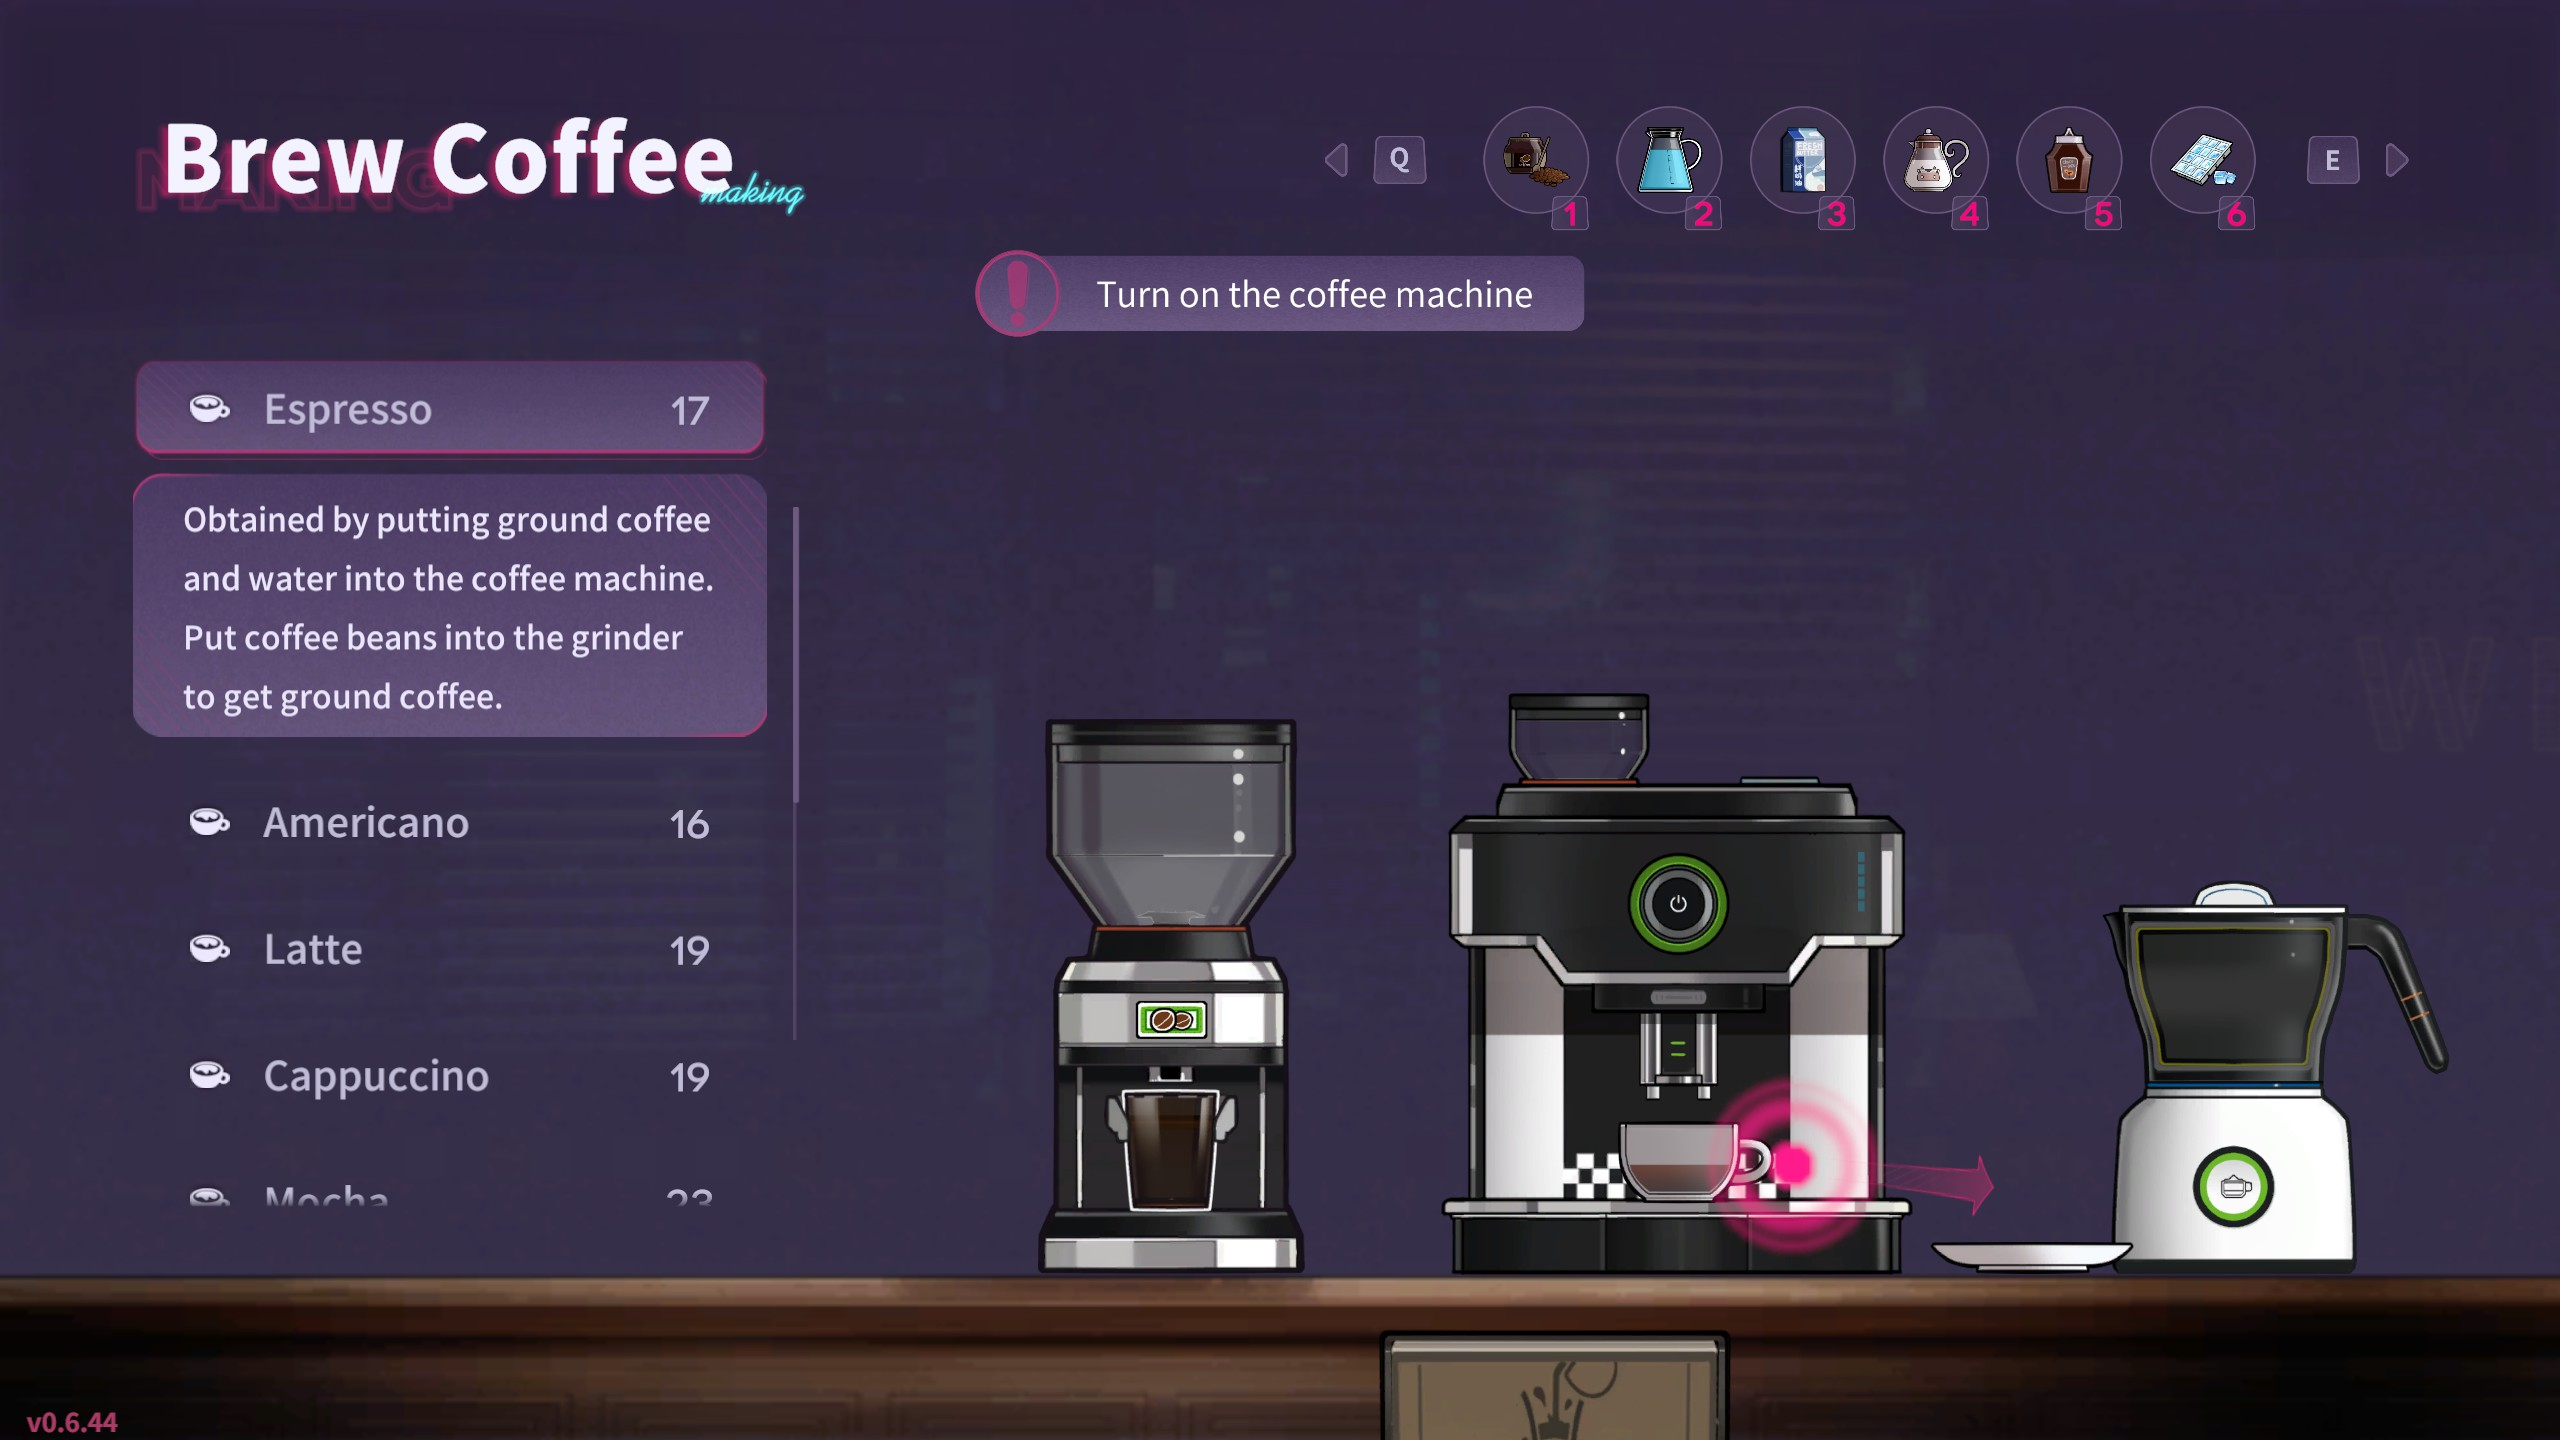 Brew Coffee
MAKING
making
Q
1
2
3
4
5
6
E
Turn on the coffee machine
Espresso 17
Obtained by putting ground coffee
and water into the coffee machine.
Put coffee beans into the grinder
to get ground coffee.
Americano 16
Latte 19
Cappuccino 19
Mocha 23
v0.6.44